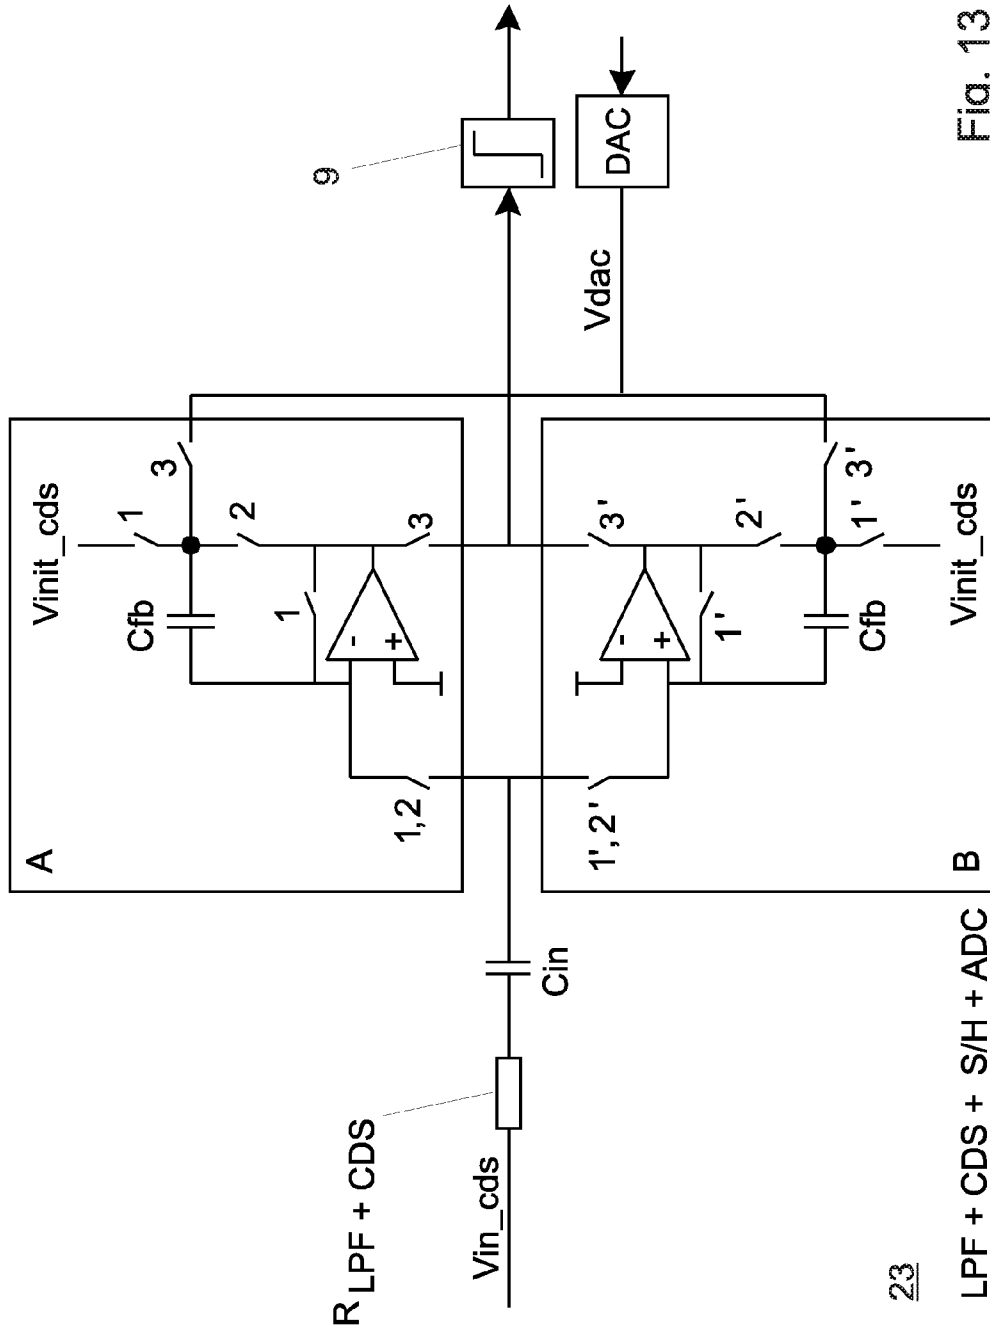 A
Vinit_cds
1
3
Cfb
2
1
-
+
3
1,2
9
Vdac
DAC
R LPF + CDS
Vin_cds
Cin
1',2'
3'
-
+
1'
2'
3'
Cfb
1'
Vinit_cds
B
23
LPF + CDS + S/H + ADC
Fig. 13